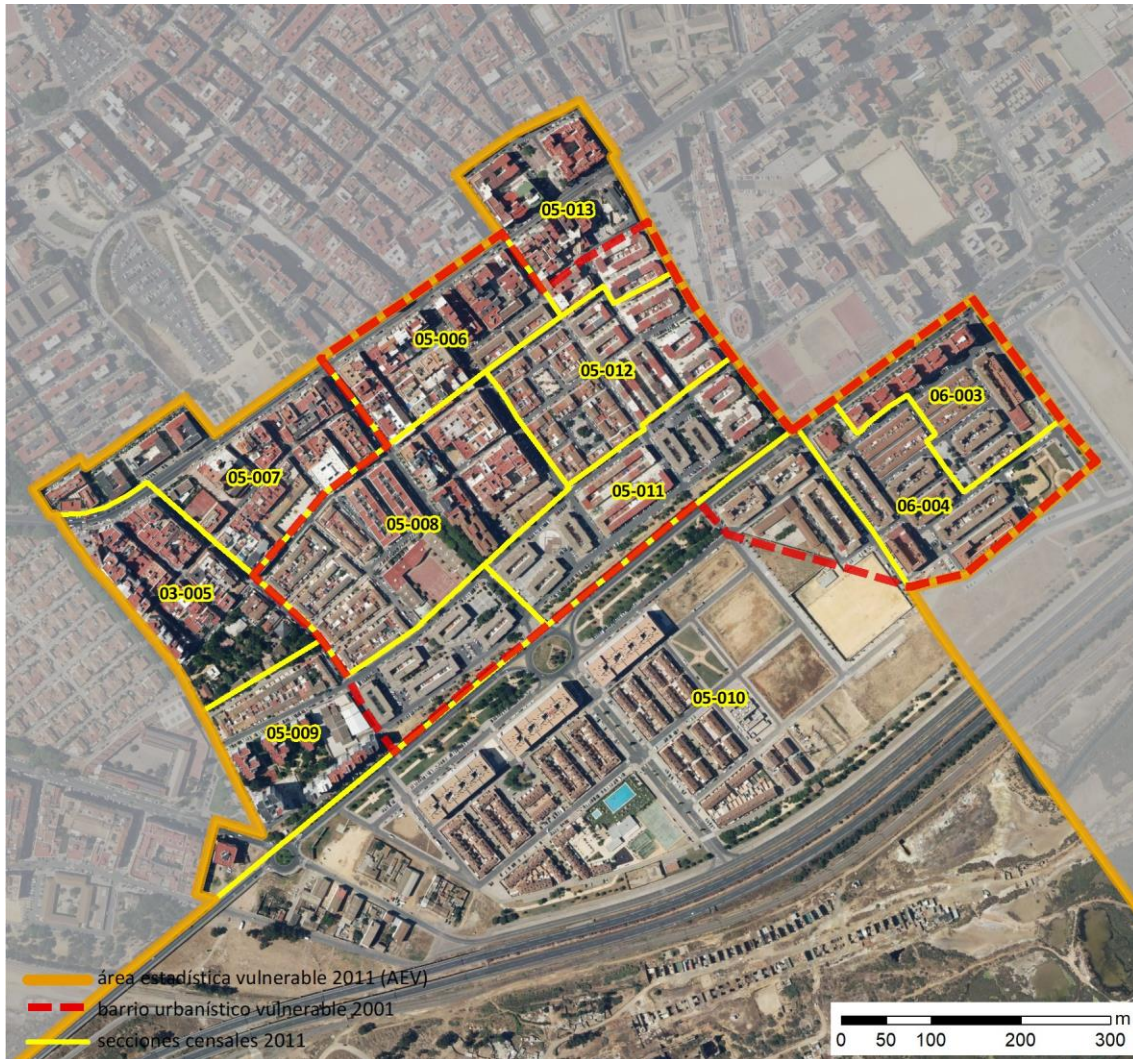 05-013
05-006
05-012
06-003
05-007
05-011
05-008
06-004
03-005
05-010
05-009
área estadística vulnerable 2011 (AEV)
barrio urbanístico vulnerable 2001
secciones censales 2011
m
0 50 100 200 300